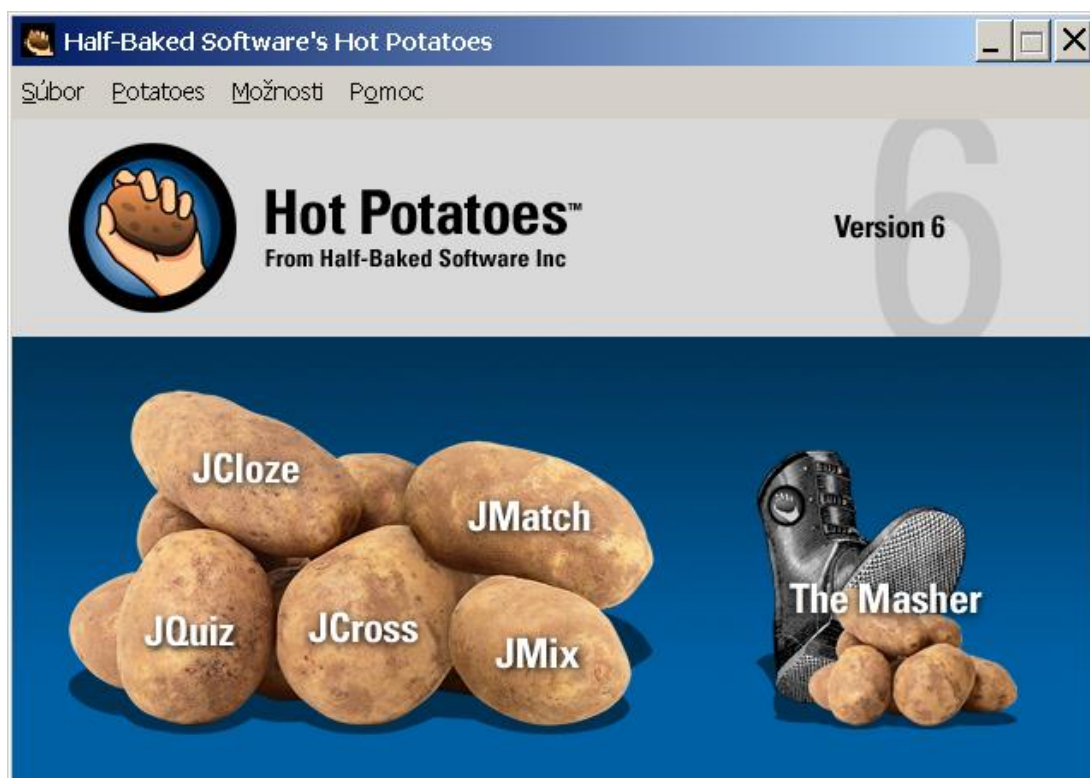 Half-Baked Software's Hot Potatoes
Súbor Potatoes Možnosti Pomoc
6
Hot Potatoes™
From Half-Baked Software Inc
Version 6
JCloze
JMatch
JQuiz
JCross
JMix
The Masher